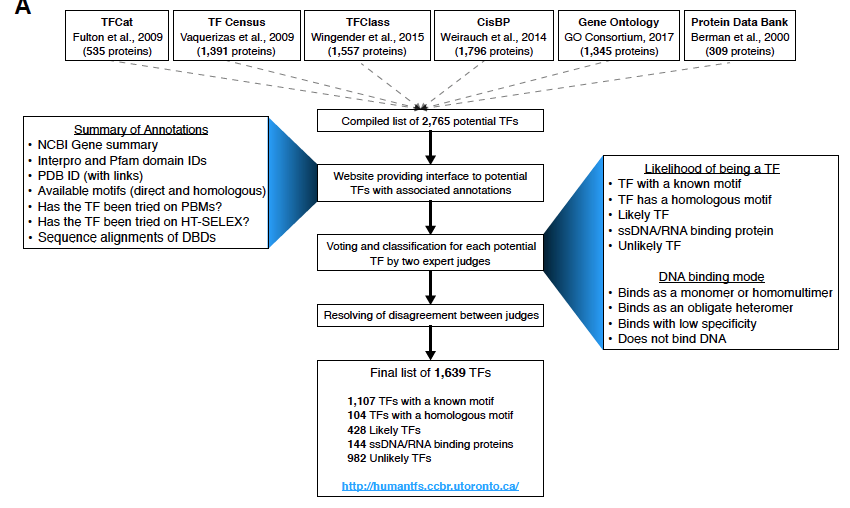 A
TFCat
Fulton et al., 2009
(535 proteins)
TF Census
Vaquerizas et al., 2009
(1,391 proteins)
TFClass
Wingender et al., 2015
(1,557 proteins)
CisBP
Weirauch et al., 2014
(1,796 proteins)
Gene Ontology
GO Consortium, 2017
(1,345 proteins)
Protein Data Bank
Berman et al., 2000
(309 proteins)
Compiled list of 2,765 potential TFs
Summary of Annotations
• NCBI Gene summary
• Interpro and Pfam domain IDs
• PDB ID (with links)
• Available motifs (direct and homologous)
• Has the TF been tried on PBMs?
• Has the TF been tried on HT-SELEX?
• Sequence alignments of DBDs
Website providing interface to potential
TFs with associated annotations
Voting and classification for each potential
TF by two expert judges
Likelihood of being a TF
• TF with a known motif
• TF has a homologous motif
• Likely TF
• ssDNA/RNA binding protein
• Unlikely TF
DNA binding mode
• Binds as a monomer or homomultimer
• Binds as an obligate heteromer
• Binds with low specificity
• Does not bind DNA
Resolving of disagreement between judges
Final list of 1,639 TFs
1,107 TFs with a known motif
104 TFs with a homologous motif
428 Likely TFs
144 ssDNA/RNA binding proteins
982 Unlikely TFs
http://humantfs.ccbr.utoronto.ca/